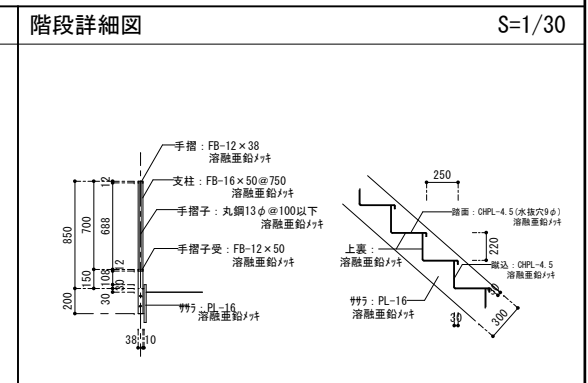 階段詳細図
S=1/30
手摺：FB-12×38
溶融亜鉛ﾒｯｷ
支柱：FB-16×50@750
溶融亜鉛ﾒｯｷ
手摺子：丸鋼13φ@100以下
溶融亜鉛ﾒｯｷ
手摺子受：FB-12×50
溶融亜鉛ﾒｯｷ
ｻｻﾗ：PL-16
溶融亜鉛ﾒｯｷ
12
850
700
688
12
150
108
30
200
30
38
10
250
踏面：CHPL-4.5(水抜穴9φ)
溶融亜鉛ﾒｯｷ
上裏：
溶融亜鉛ﾒｯｷ
220
蹴込：CHPL-4.5
溶融亜鉛ﾒｯｷ
ｻｻﾗ：PL-16
溶融亜鉛ﾒｯｷ
30
30
300